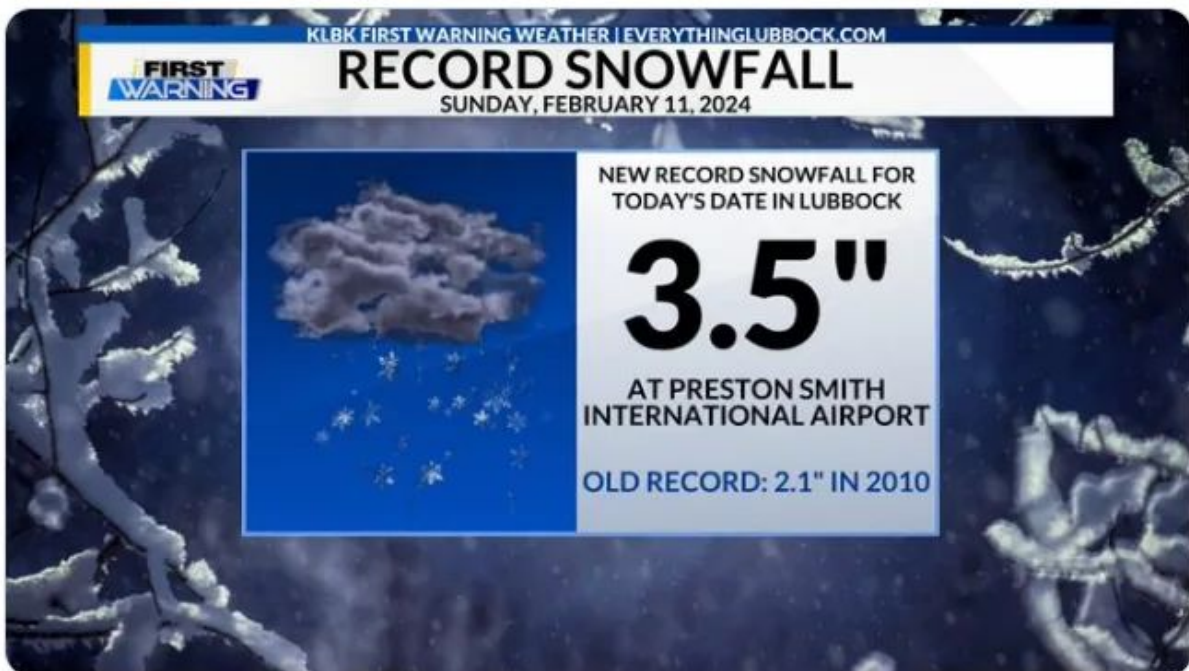 KLBK FIRST WARNING WEATHER | EVERYTHINGLUBBOCK.COM
FIRST
WARNING
RECORD SNOWFALL
SUNDAY, FEBRUARY 11, 2024
NEW RECORD SNOWFALL FOR
TODAY'S DATE IN LUBBOCK
3.5"
AT PRESTON SMITH
INTERNATIONAL AIRPORT
OLD RECORD: 2.1" IN 2010